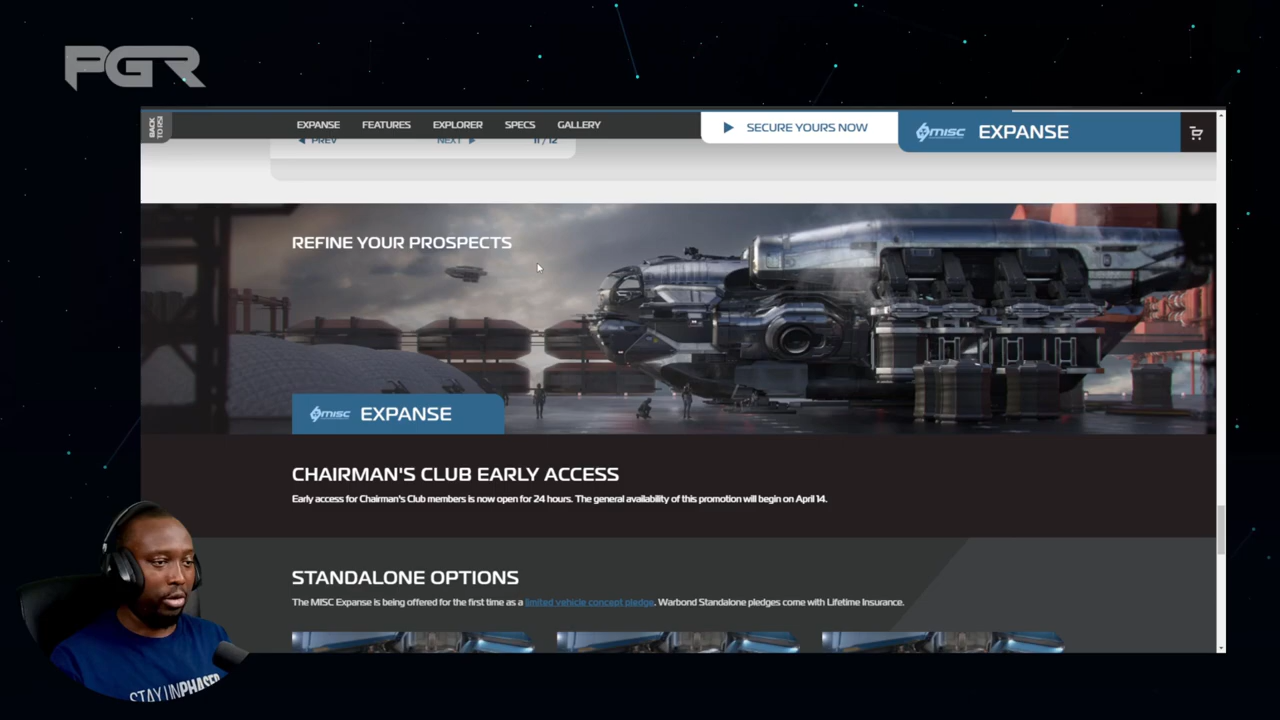 PGR
BACK TO RSI
EXPANSE FEATURES EXPLORER SPECS GALLERY
SECURE YOURS NOW
MISC EXPANSE
PREV NEXT 11 / 12
REFINE YOUR PROSPECTS
MISC EXPANSE
CHAIRMAN'S CLUB EARLY ACCESS
Early access for Chairman's Club members is now open for 24 hours. The general availability of this promotion will begin on April 14.
STANDALONE OPTIONS
The MISC Expanse is being offered for the first time as a limited vehicle concept pledge. Warbond Standalone pledges come with Lifetime Insurance.
STAY UNPHASED